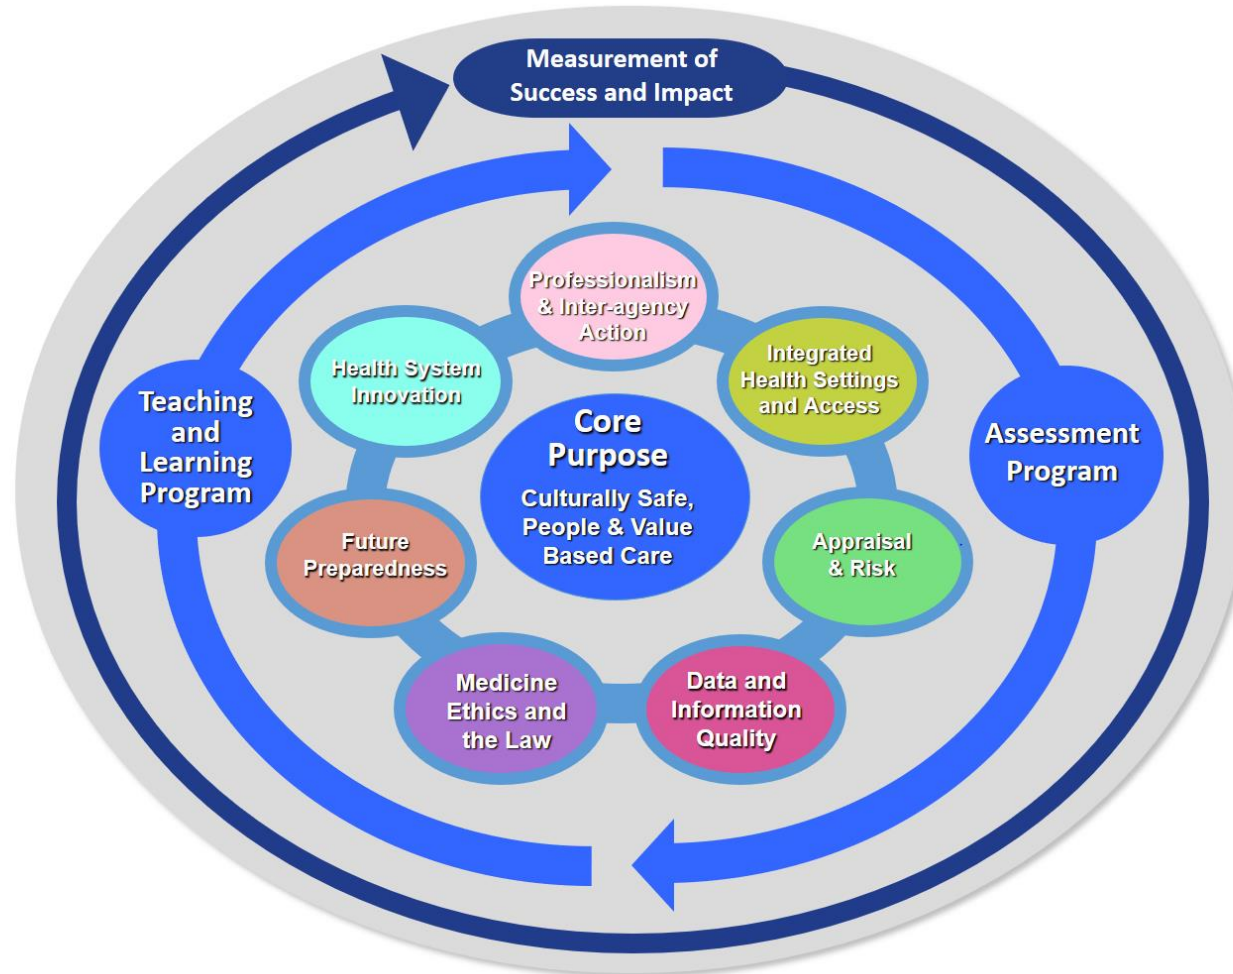 Measurement of
Success and Impact
Professionalism
& Inter-agency
Action
Health System
Innovation
Integrated
Health Settings
and Access
Teaching
and
Learning
Program
Core
Purpose
Culturally Safe,
People & Value
Based Care
Assessment
Program
Future
Preparedness
Appraisal
& Risk
Medicine
Ethics and
the Law
Data and
Information
Quality